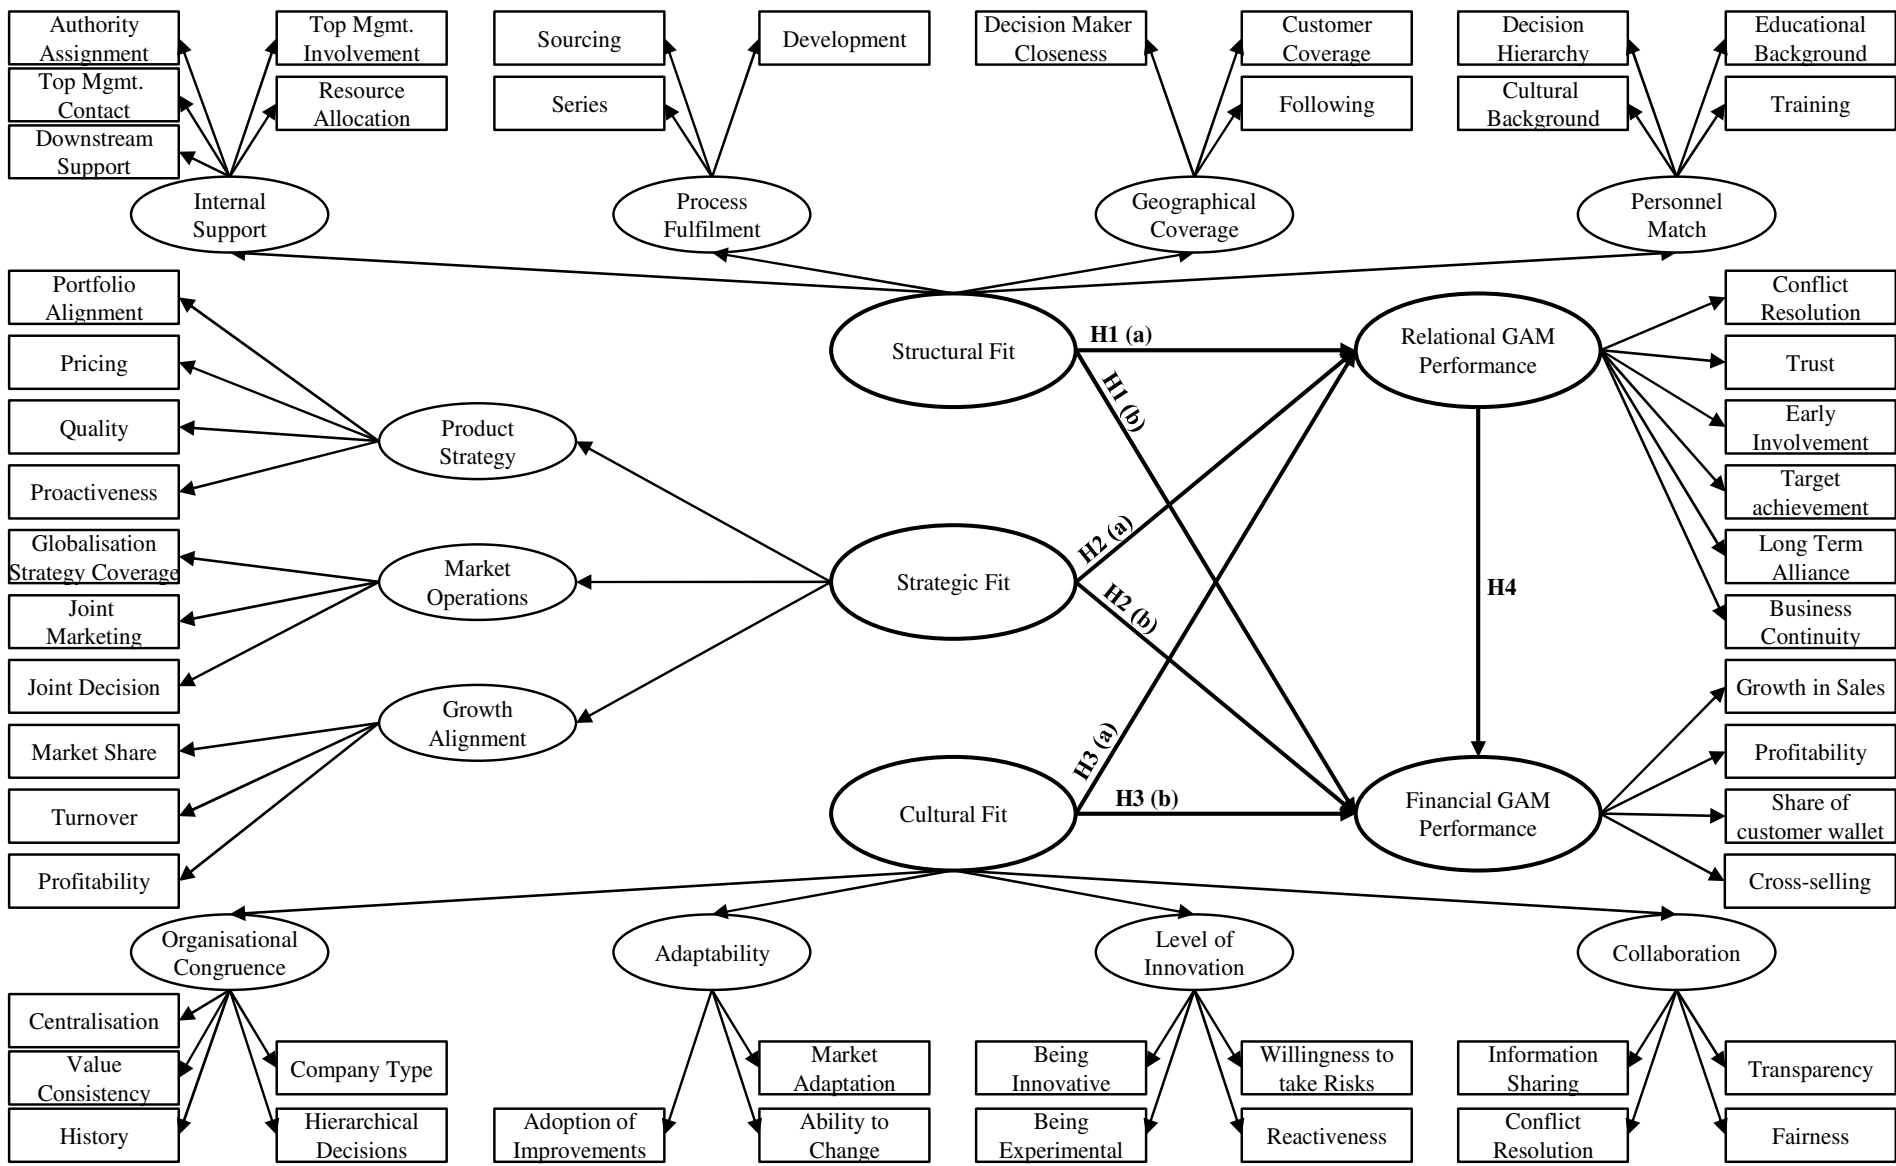 Authority
Assignment
Top Mgmt.
Involvement
Top Mgmt.
Contact
Resource
Allocation
Downstream
Support
Internal
Support
Sourcing
Development
Series
Process
Fulfilment
Decision Maker
Closeness
Customer
Coverage
Following
Geographical
Coverage
Decision
Hierarchy
Educational
Background
Cultural
Background
Training
Personnel
Match
Portfolio
Alignment
Pricing
Quality
Proactiveness
Product
Strategy
Globalisation
Strategy Coverage
Joint
Marketing
Joint Decision
Market
Operations
Market Share
Turnover
Profitability
Growth
Alignment
Structural Fit
Strategic Fit
Cultural Fit
H1 (a)
H1 (b)
H2 (a)
H2 (b)
H3 (a)
H3 (b)
H4
Relational GAM
Performance
Financial GAM
Performance
Conflict
Resolution
Trust
Early
Involvement
Target
achievement
Long Term
Alliance
Business
Continuity
Growth in Sales
Profitability
Share of
customer wallet
Cross-selling
Organisational
Congruence
Centralisation
Value
Consistency
History
Company Type
Hierarchical
Decisions
Adaptability
Market
Adaptation
Adoption of
Improvements
Ability to
Change
Level of
Innovation
Being
Innovative
Willingness to
take Risks
Being
Experimental
Reactiveness
Collaboration
Information
Sharing
Transparency
Conflict
Resolution
Fairness